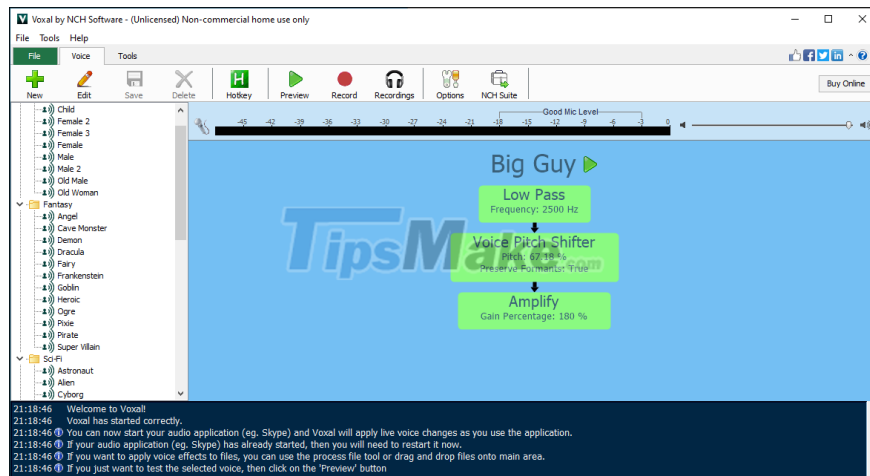 Voxal by NCH Software - (Unlicensed) Non-commercial home use only
File Tools Help
File Voice Tools
New Edit Save Delete Hotkey Preview Record Recordings Options NCH Suite Buy Online
Child
Female 2
Female 3
Female
Male
Male 2
Old Male
Old Woman
Fantasy
Angel
Cave Monster
Demon
Dracula
Fairy
Frankenstein
Goblin
Heroic
Ogre
Pixie
Pirate
Super Villain
Sci-Fi
Astronaut
Alien
Cyborg
Good Mic Level
-45 -42 -39 -36 -33 -30 -27 -24 -21 -18 -15 -12 -9 -6 -3 0
Big Guy
Low Pass
Frequency: 2500 Hz
Voice Pitch Shifter
Pitch: 67.18 %
Preserve Formants: True
Amplify
Gain Percentage: 180 %
TipsMake.com
21:18:46 Welcome to Voxal!
21:18:46 Voxal has started correctly.
21:18:46 You can now start your audio application (eg. Skype) and Voxal will apply live voice changes as you use the application.
21:18:46 If your audio application (eg. Skype) has already started, then you will need to restart it now.
21:18:46 If you want to apply voice effects to files, you can use the process file tool or drag and drop files onto main area.
21:18:46 If you just want to test the selected voice, then click on the 'Preview' button